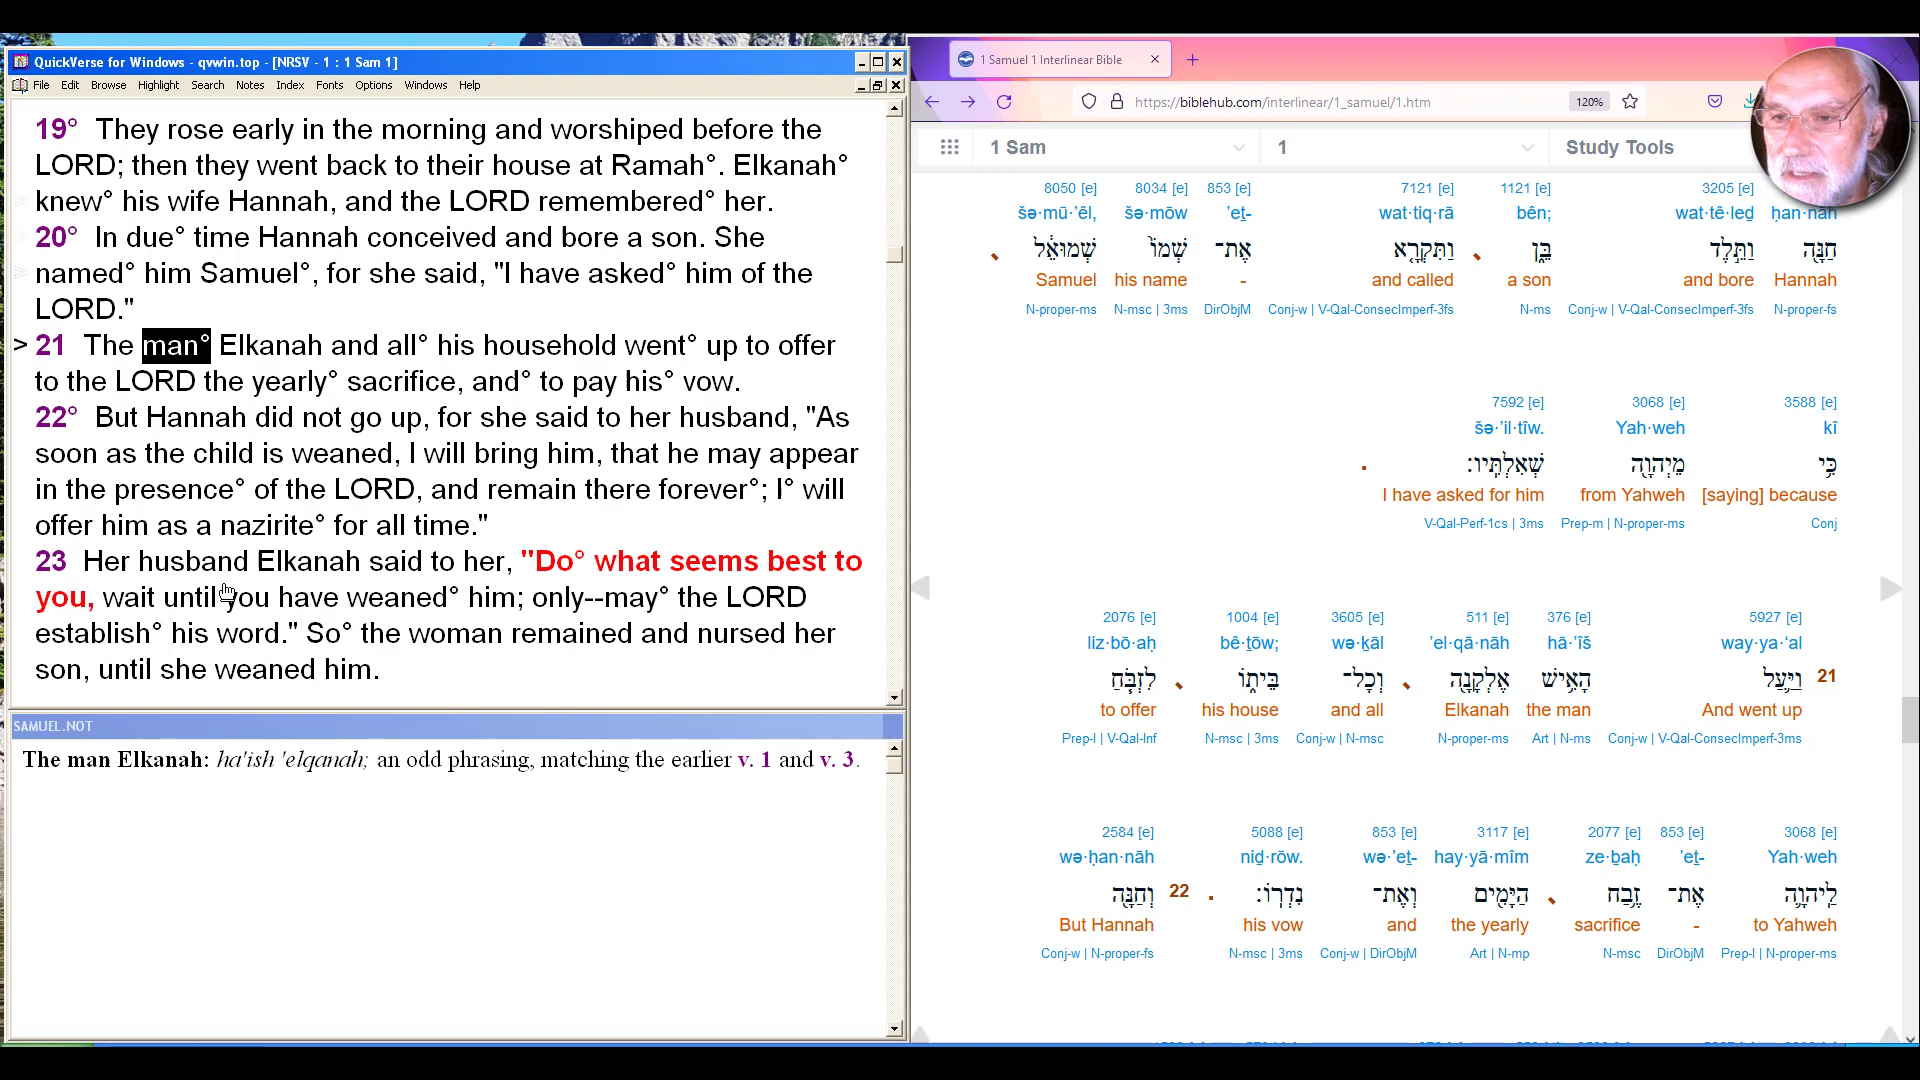 QuickVerse for Windows - qvwin.top - [NRSV - 1 : 1 Sam 1]
File Edit Browse Highlight Search Notes Index Fonts Options Windows Help
19° They rose early in the morning and worshiped before the
LORD; then they went back to their house at Ramah°. Elkanah°
knew° his wife Hannah, and the LORD remembered° her.
20° In due° time Hannah conceived and bore a son. She
named° him Samuel°, for she said, "I have asked° him of the
LORD."
> 21 The man° Elkanah and all° his household went° up to offer
to the LORD the yearly° sacrifice, and° to pay his° vow.
22° But Hannah did not go up, for she said to her husband, "As
soon as the child is weaned, I will bring him, that he may appear
in the presence° of the LORD, and remain there forever°; I° will
offer him as a nazirite° for all time."
23 Her husband Elkanah said to her, "Do° what seems best to
you, wait until you have weaned° him; only--may° the LORD
establish° his word." So° the woman remained and nursed her
son, until she weaned him.
SAMUEL.NOT
The man Elkanah: ha'ish 'elqanah; an odd phrasing, matching the earlier v. 1 and v. 3.
1 Samuel 1 Interlinear Bible
https://biblehub.com/interlinear/1_samuel/1.htm 120%
1 Sam 1 Study Tools
8050 [e] 8034 [e] 853 [e] 7121 [e] 1121 [e] 3205 [e]
šə·mū·’êl, šə·mōw ’eṯ- wat·tiq·rā bên; wat·tê·leḏ ḥan·nāh
חַנָּ֖ה וַתֵּ֣לֶד בֵּ֑ן וַתִּקְרָ֤א אֶת־ שְׁמוֹ֙ שְׁמוּאֵ֔ל
Samuel his name - and called a son and bore Hannah
N-proper-ms N-msc | 3ms DirObjM Conj-w | V-Qal-ConsecImperf-3fs N-ms Conj-w | V-Qal-ConsecImperf-3fs N-proper-fs
7592 [e] 3068 [e] 3588 [e]
šə·’il·tîw. Yah·weh kî
כִּ֥י מֵיְהוָ֖ה שְׁאִלְתִּֽיו׃
I have asked for him from Yahweh [saying] because
V-Qal-Perf-1cs | 3ms Prep-m | N-proper-ms Conj
2076 [e] 1004 [e] 3605 [e] 511 [e] 376 [e] 5927 [e]
liz·bō·aḥ bê·ṯōw; wə·ḵāl ’el·qā·nāh hā·’îš way·ya·‘al
21 וַיַּ֛עַל הָאִ֥ישׁ אֶלְקָנָ֖ה וְכָל־ בֵּית֑וֹ לִזְבֹּ֧חַ
to offer his house and all Elkanah the man And went up
Prep-l | V-Qal-Inf N-msc | 3ms Conj-w | N-msc N-proper-ms Art | N-ms Conj-w | V-Qal-ConsecImperf-3ms
2584 [e] 5088 [e] 853 [e] 3117 [e] 2077 [e] 853 [e] 3068 [e]
wə·ḥan·nāh niḏ·rōw. wə·’eṯ- hay·yā·mîm ze·ḇaḥ ’eṯ- Yah·weh
לַֽיהוָ֛ה אֶת־ זֶ֥בַח הַיָּמִ֖ים וְאֶת־ נִדְרֽוֹ׃ 22 וְחַנָּ֖ה
But Hannah his vow and the yearly sacrifice - to Yahweh
Conj-w | N-proper-fs N-msc | 3ms Conj-w | DirObjM Art | N-mp N-msc DirObjM Prep-l | N-proper-ms